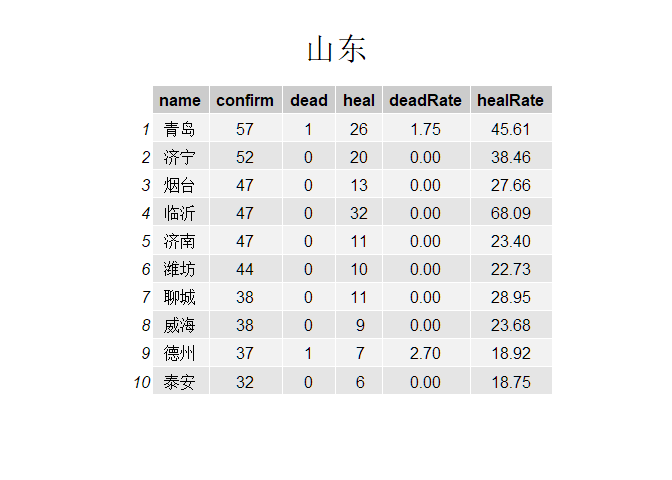 山东
name confirm dead heal deadRate healRate
1 青岛 57 1 26 1.75 45.61
2 济宁 52 0 20 0.00 38.46
3 烟台 47 0 13 0.00 27.66
4 临沂 47 0 32 0.00 68.09
5 济南 47 0 11 0.00 23.40
6 潍坊 44 0 10 0.00 22.73
7 聊城 38 0 11 0.00 28.95
8 威海 38 0 9 0.00 23.68
9 德州 37 1 7 2.70 18.92
10 泰安 32 0 6 0.00 18.75